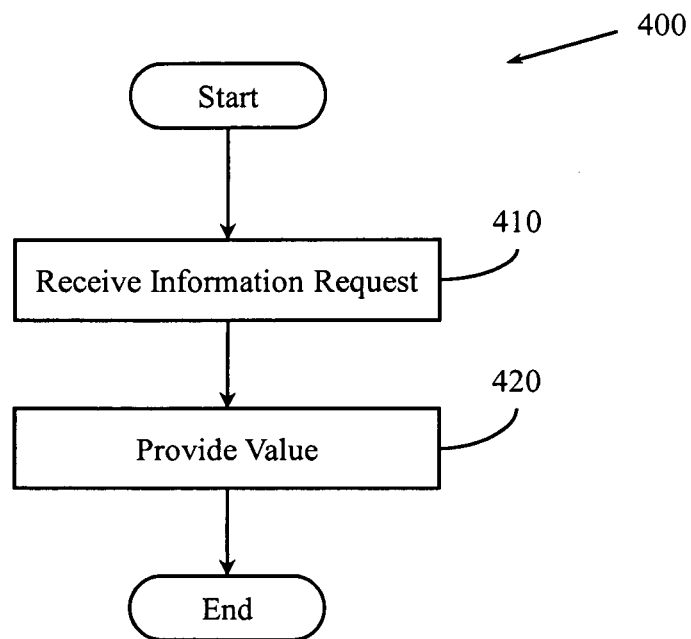 400
Start
410
Receive Information Request
420
Provide Value
End